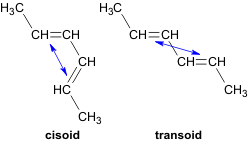 H₃C H₃C
CH=CH CH=CH
CH CH=CH
HC CH₃
CH₃
cisoid transoid